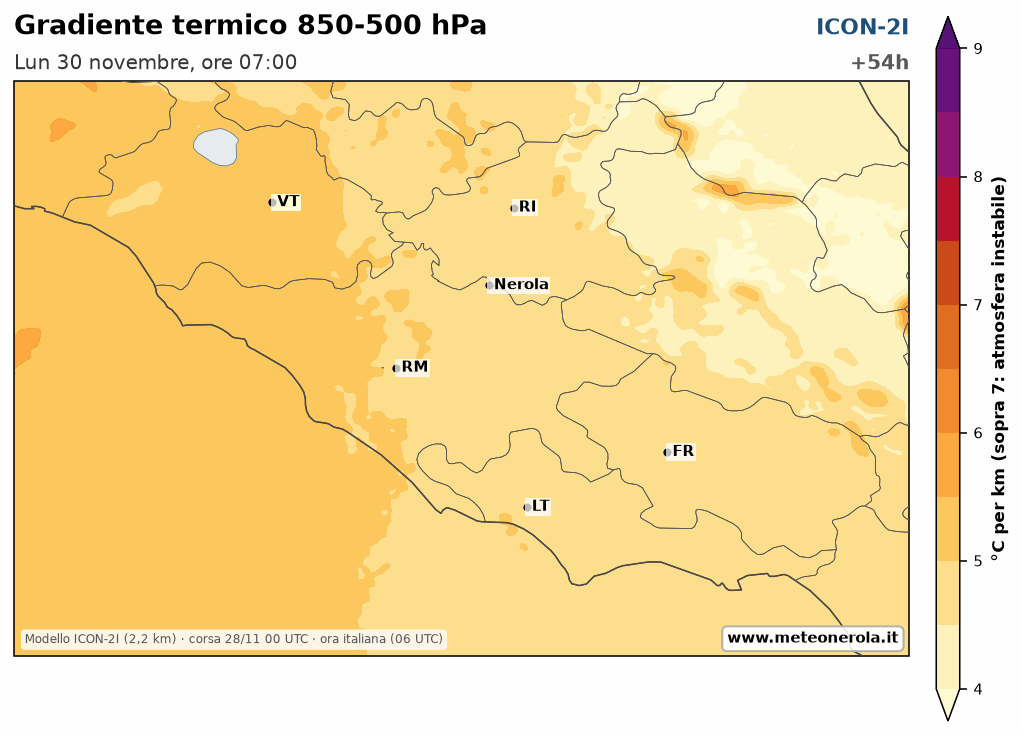 Gradiente termico 850-500 hPa
ICON-2I
Lun 30 novembre, ore 07:00
+54h
VT
RI
Nerola
RM
FR
LT
Modello ICON-2I (2,2 km) · corsa 28/11 00 UTC · ora italiana (06 UTC)
www.meteonerola.it
9
8
7
6
5
4
°C per km (sopra 7: atmosfera instabile)